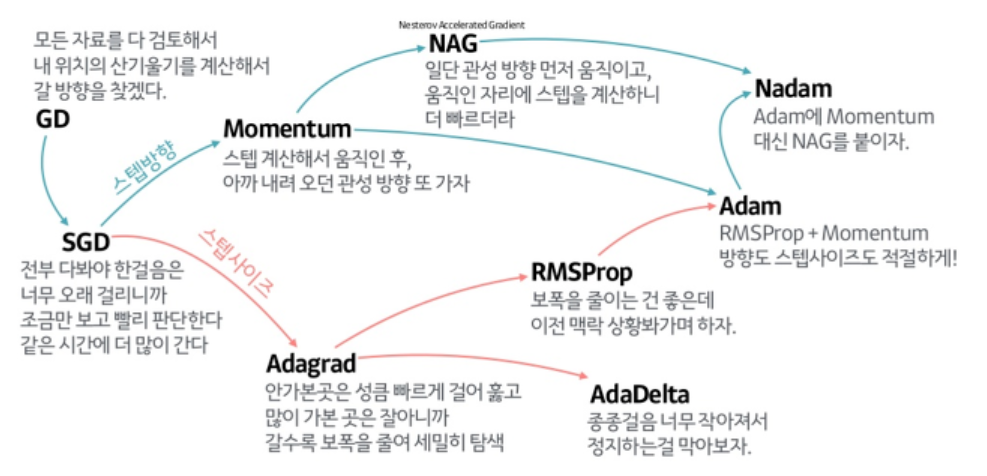 모든 자료를 다 검토해서
내 위치의 산기울기를 계산해서
갈 방향을 찾겠다.
GD
스텝방향
Momentum
스텝 계산해서 움직인 후,
아까 내려 오던 관성 방향 또 가자
Nesterov Accelerated Gradient
NAG
일단 관성 방향 먼저 움직이고,
움직인 자리에 스텝을 계산하니
더 빠르더라
Nadam
Adam에 Momentum
대신 NAG를 붙이자.
SGD
전부 다봐야 한걸음은
너무 오래 걸리니까
조금만 보고 빨리 판단한다
같은 시간에 더 많이 간다
스텝사이즈
Adagrad
안가본곳은 성큼 빠르게 걸어 훑고
많이 가본 곳은 잘아니까
갈수록 보폭을 줄여 세밀히 탐색
RMSProp
보폭을 줄이는 건 좋은데
이전 맥락 상황봐가며 하자.
Adam
RMSProp + Momentum
방향도 스텝사이즈도 적절하게!
AdaDelta
종종걸음 너무 작아져서
정지하는걸 막아보자.